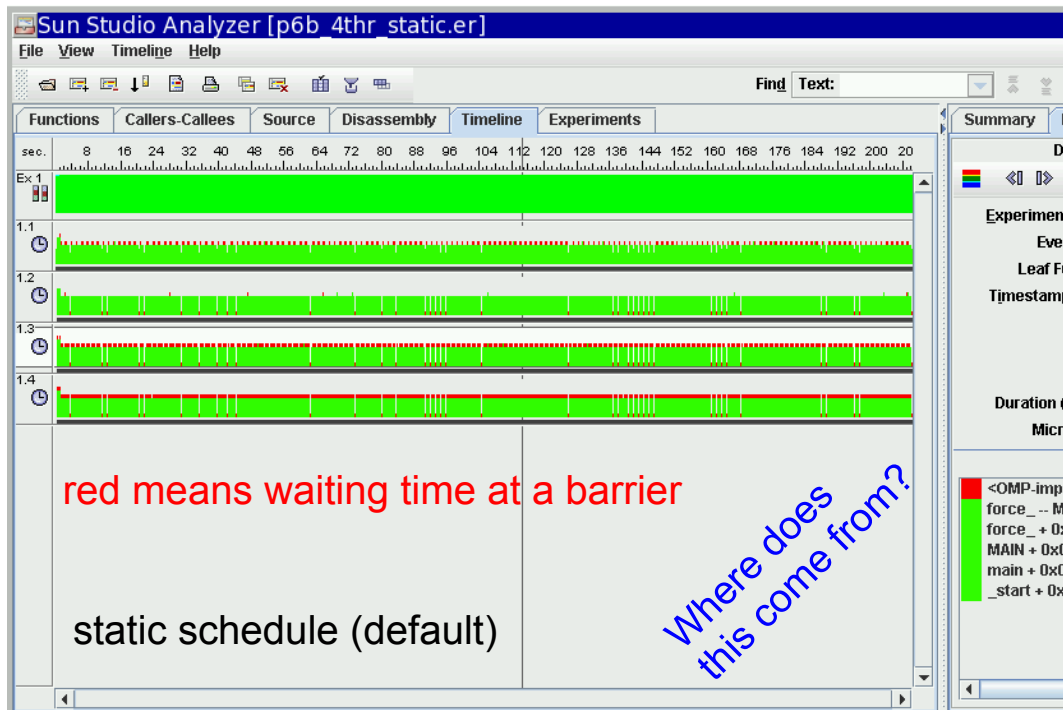 Sun Studio Analyzer [p6b_4thr_static.er]
File View Timeline Help
Find Text:
Functions Callers-Callees Source Disassembly Timeline Experiments
Summary
sec. 8 16 24 32 40 48 56 64 72 80 88 96 104 112 120 128 136 144 152 160 168 176 184 192 200 20
D
Ex 1
1.1
1.2
1.3
1.4
Experimen
Eve
Leaf F
Timestam
Duration (
Micr
<OMP-imp
force_ -- M
force_ + 0x
MAIN + 0x0
main + 0x0
_start + 0x
red means waiting time at a barrier
Where does
this come from?
static schedule (default)